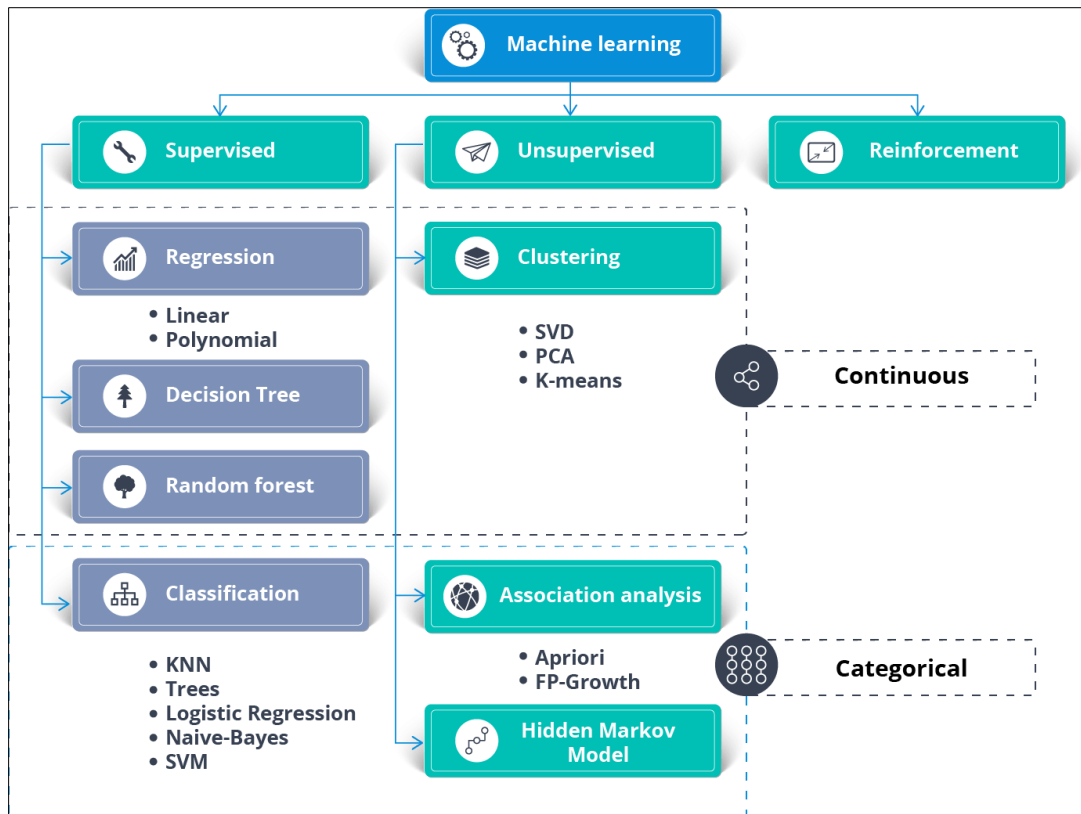 Machine learning
Supervised
Unsupervised
Reinforcement
Regression
• Linear
• Polynomial
Decision Tree
Random forest
Clustering
• SVD
• PCA
• K-means
Continuous
Classification
• KNN
• Trees
• Logistic Regression
• Naive-Bayes
• SVM
Association analysis
• Apriori
• FP-Growth
Hidden Markov
Model
Categorical